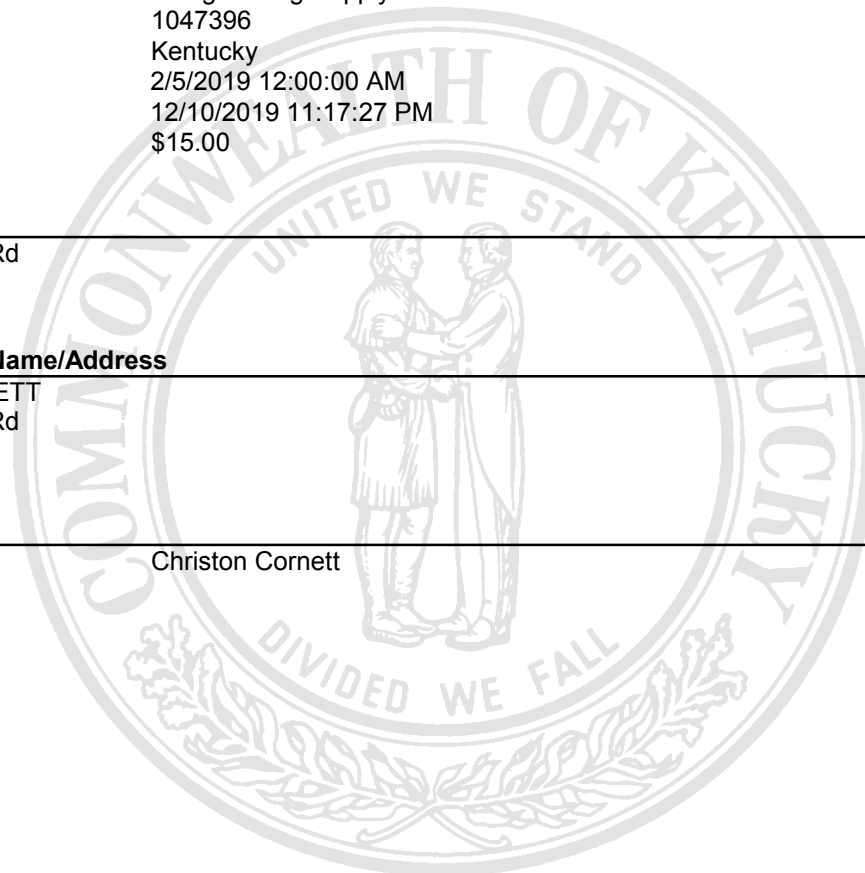 1047396
Kentucky
2/5/2019 12:00:00 AM
12/10/2019 11:17:27 PM
$15.00
COMMONWEALTH OF KENTUCKY
UNITED WE STAND
Rd
Name/Address
ETT
Rd
Christon Cornett
DIVIDED WE FALL